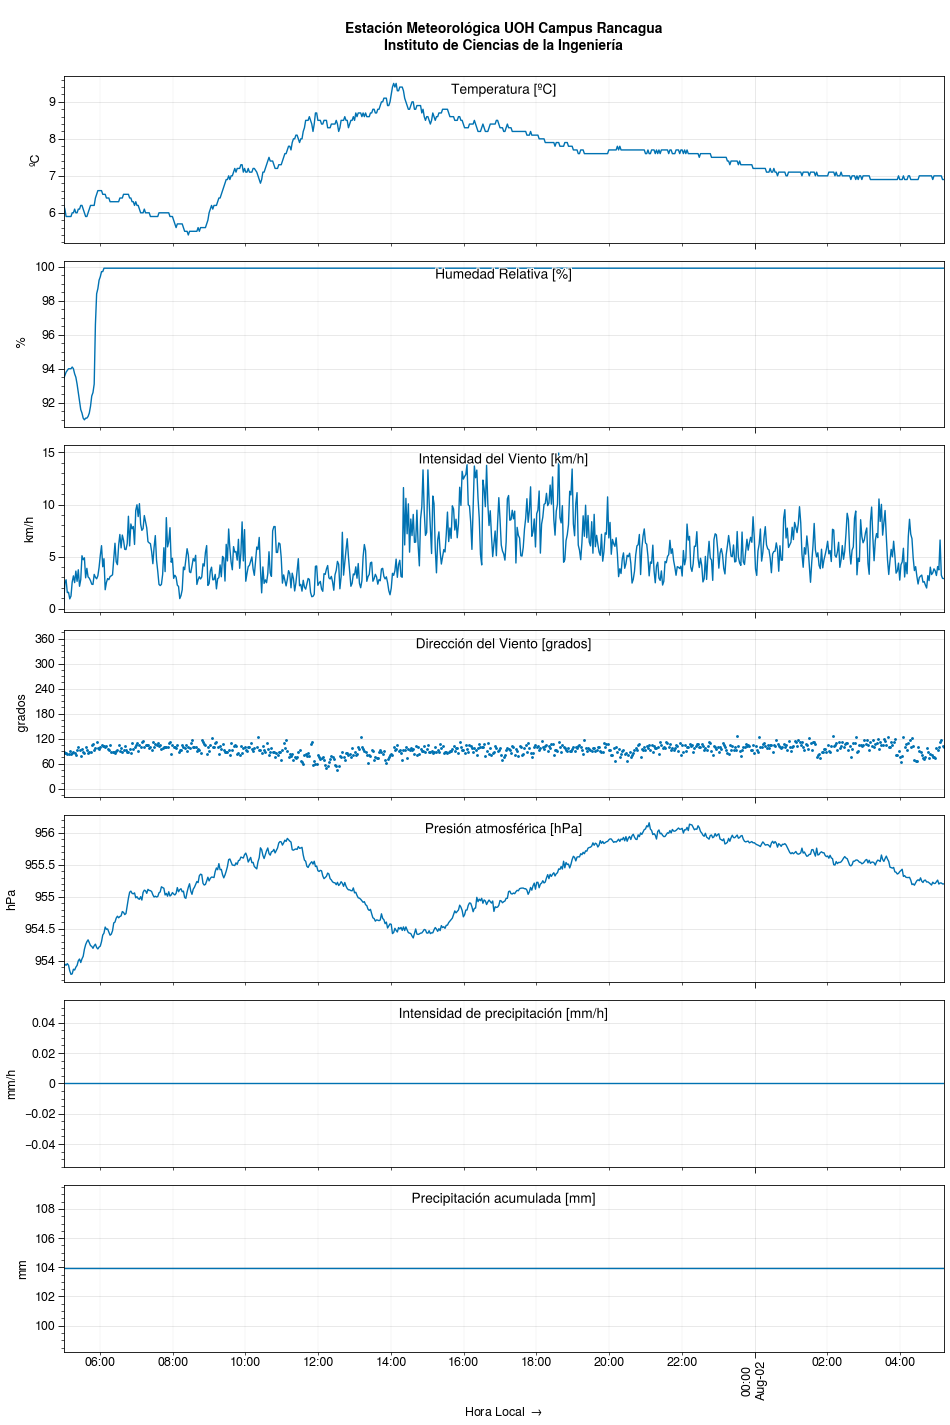 Estación Meteorológica UOH Campus Rancagua
Instituto de Ciencias de la Ingeniería
Temperatura [ºC]
9
8
7
6
ºC
Humedad Relativa [%]
100
98
96
94
92
%
Intensidad del Viento [km/h]
15
10
5
0
km/h
Dirección del Viento [grados]
360
300
240
180
120
60
0
grados
Presión atmosférica [hPa]
956
955.5
955
954.5
954
hPa
Intensidad de precipitación [mm/h]
0.04
0.02
0
−0.02
−0.04
mm/h
Precipitación acumulada [mm]
108
106
104
102
100
mm
06:00 08:00 10:00 12:00 14:00 16:00 18:00 20:00 22:00 00:00 02:00 04:00
Aug-02
Hora Local →